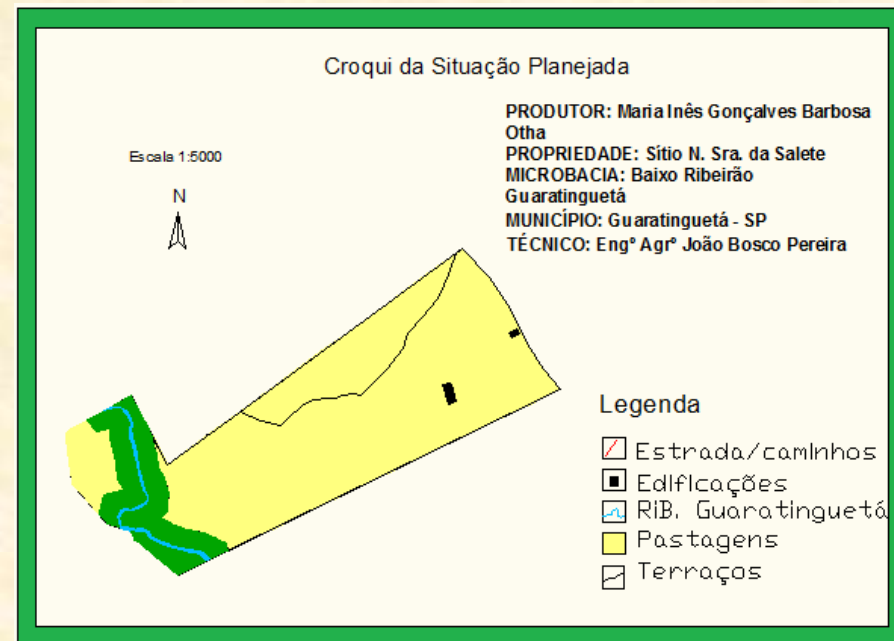 Croqui da Situação Planejada
PRODUTOR: Maria Inês Gonçalves Barbosa
Otha
PROPRIEDADE: Sítio N. Sra. da Salete
MICROBACIA: Baixo Ribeirão
Guaratinguetá
MUNICÍPIO: Guaratinguetá - SP
TÉCNICO: Engº Agrº João Bosco Pereira
Escala 1:5000
N
Legenda
Estrada/caminhos
Edificações
RiB. Guaratinguetá
Pastagens
Terraços